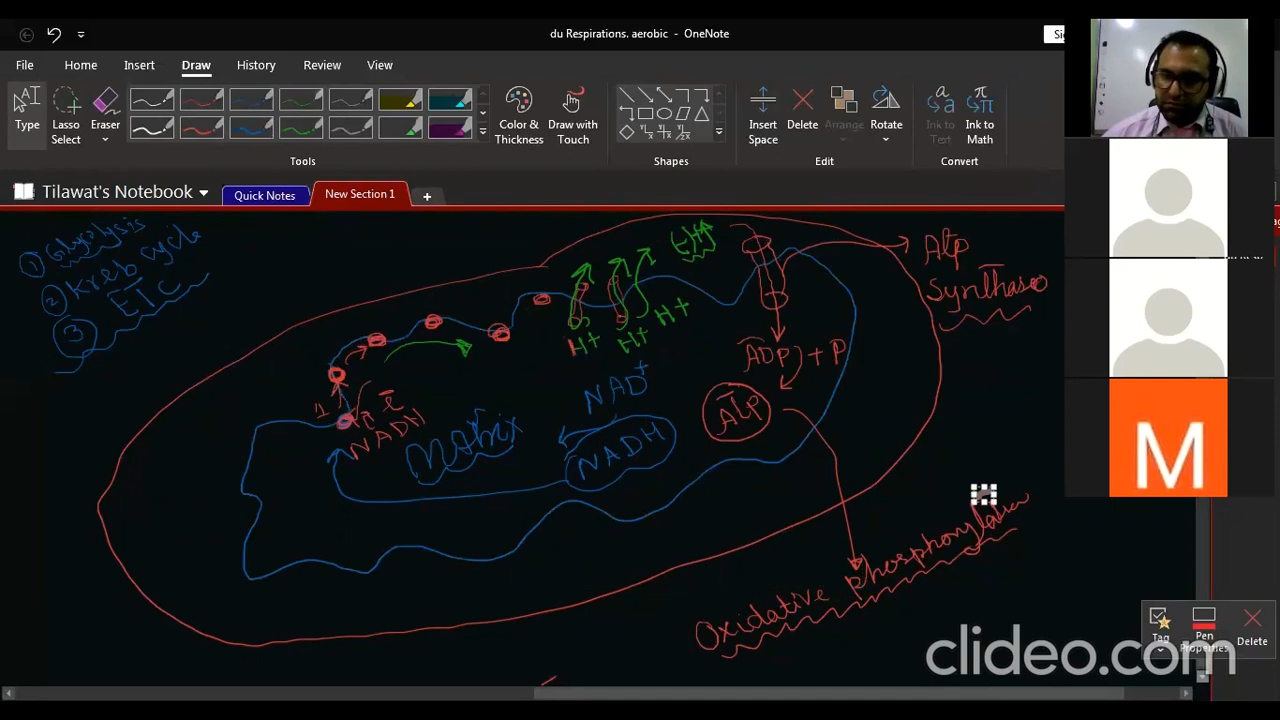 du Respirations. aerobic - OneNote
File
Home
Insert
Draw
History
Review
View
Type
Lasso Select
Eraser
Color & Thickness
Draw with Touch
Insert Space
Delete
Arrange
Rotate
Ink to Text
Ink to Math
Tools
Shapes
Edit
Convert
Tilawat's Notebook
Quick Notes
New Section 1
+
① Glycolysis
② Kreb cycle
③ ETC
H+
H+
H+
Atp
Synthase
ADP + P
Atp
NAD+
NADH
NADH
Matrix
Oxidative phosphorylation
M
Tag
Pen
Delete
clideo.com